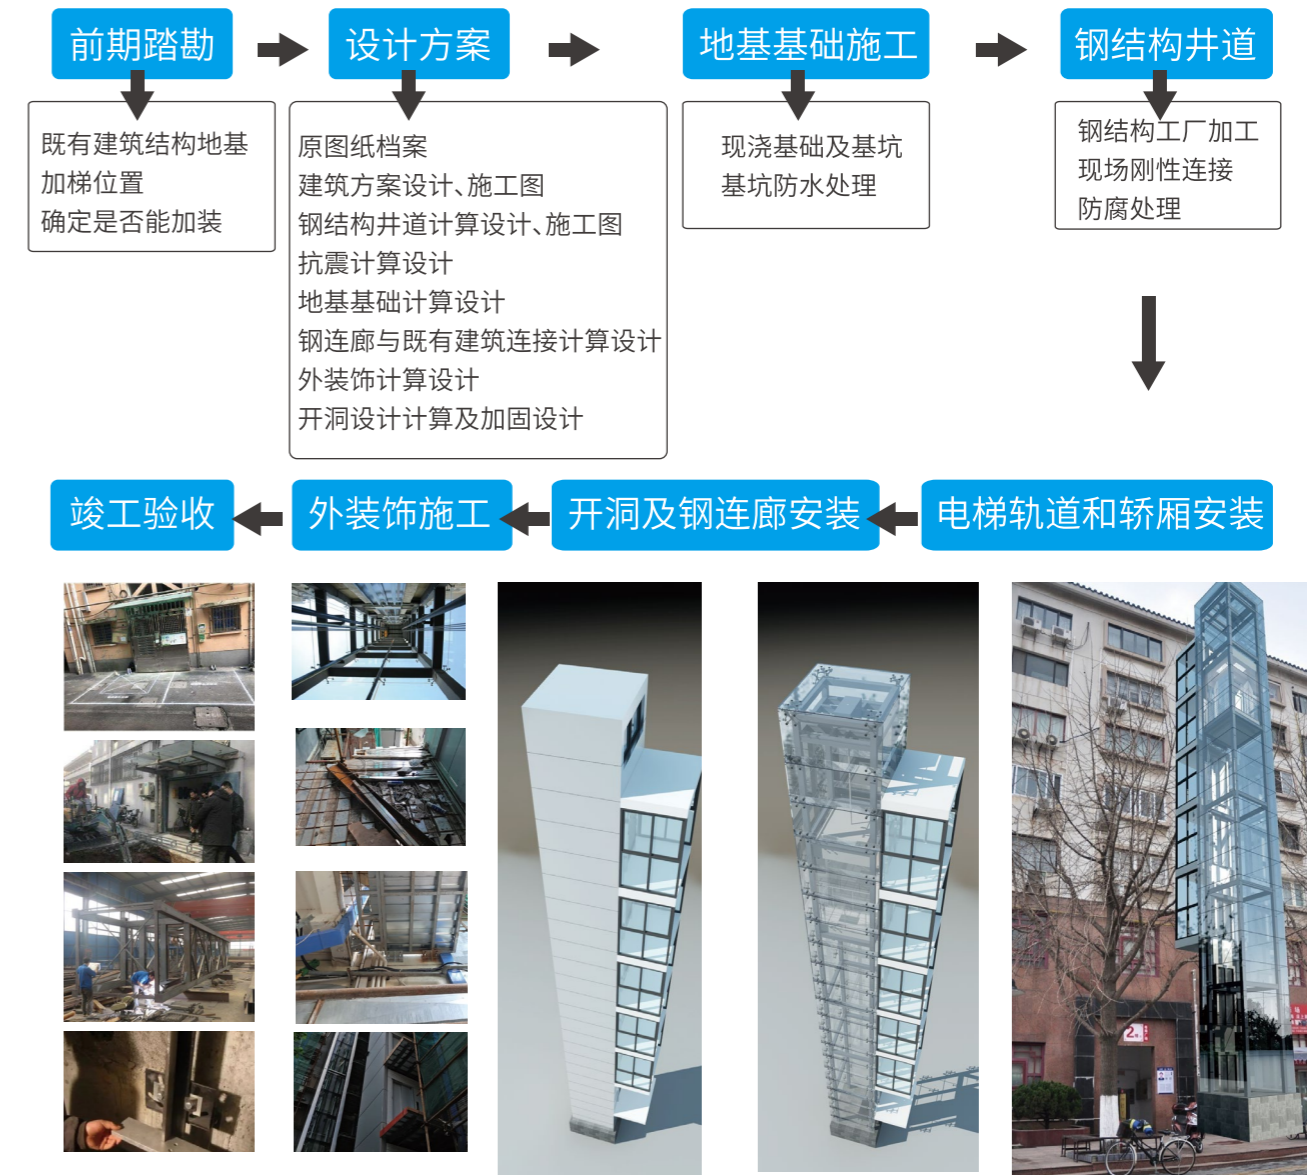 前期踏勘
设计方案
地基基础施工
钢结构井道
既有建筑结构地基
加梯位置
确定是否能加装
原图纸档案
建筑方案设计、施工图
钢结构井道计算设计、施工图
抗震计算设计
地基基础计算设计
钢连廊与既有建筑连接计算设计
外装饰计算设计
开洞设计计算及加固设计
现浇基础及基坑
基坑防水处理
钢结构工厂加工
现场刚性连接
防腐处理
竣工验收
外装饰施工
开洞及钢连廊安装
电梯轨道和轿厢安装
2